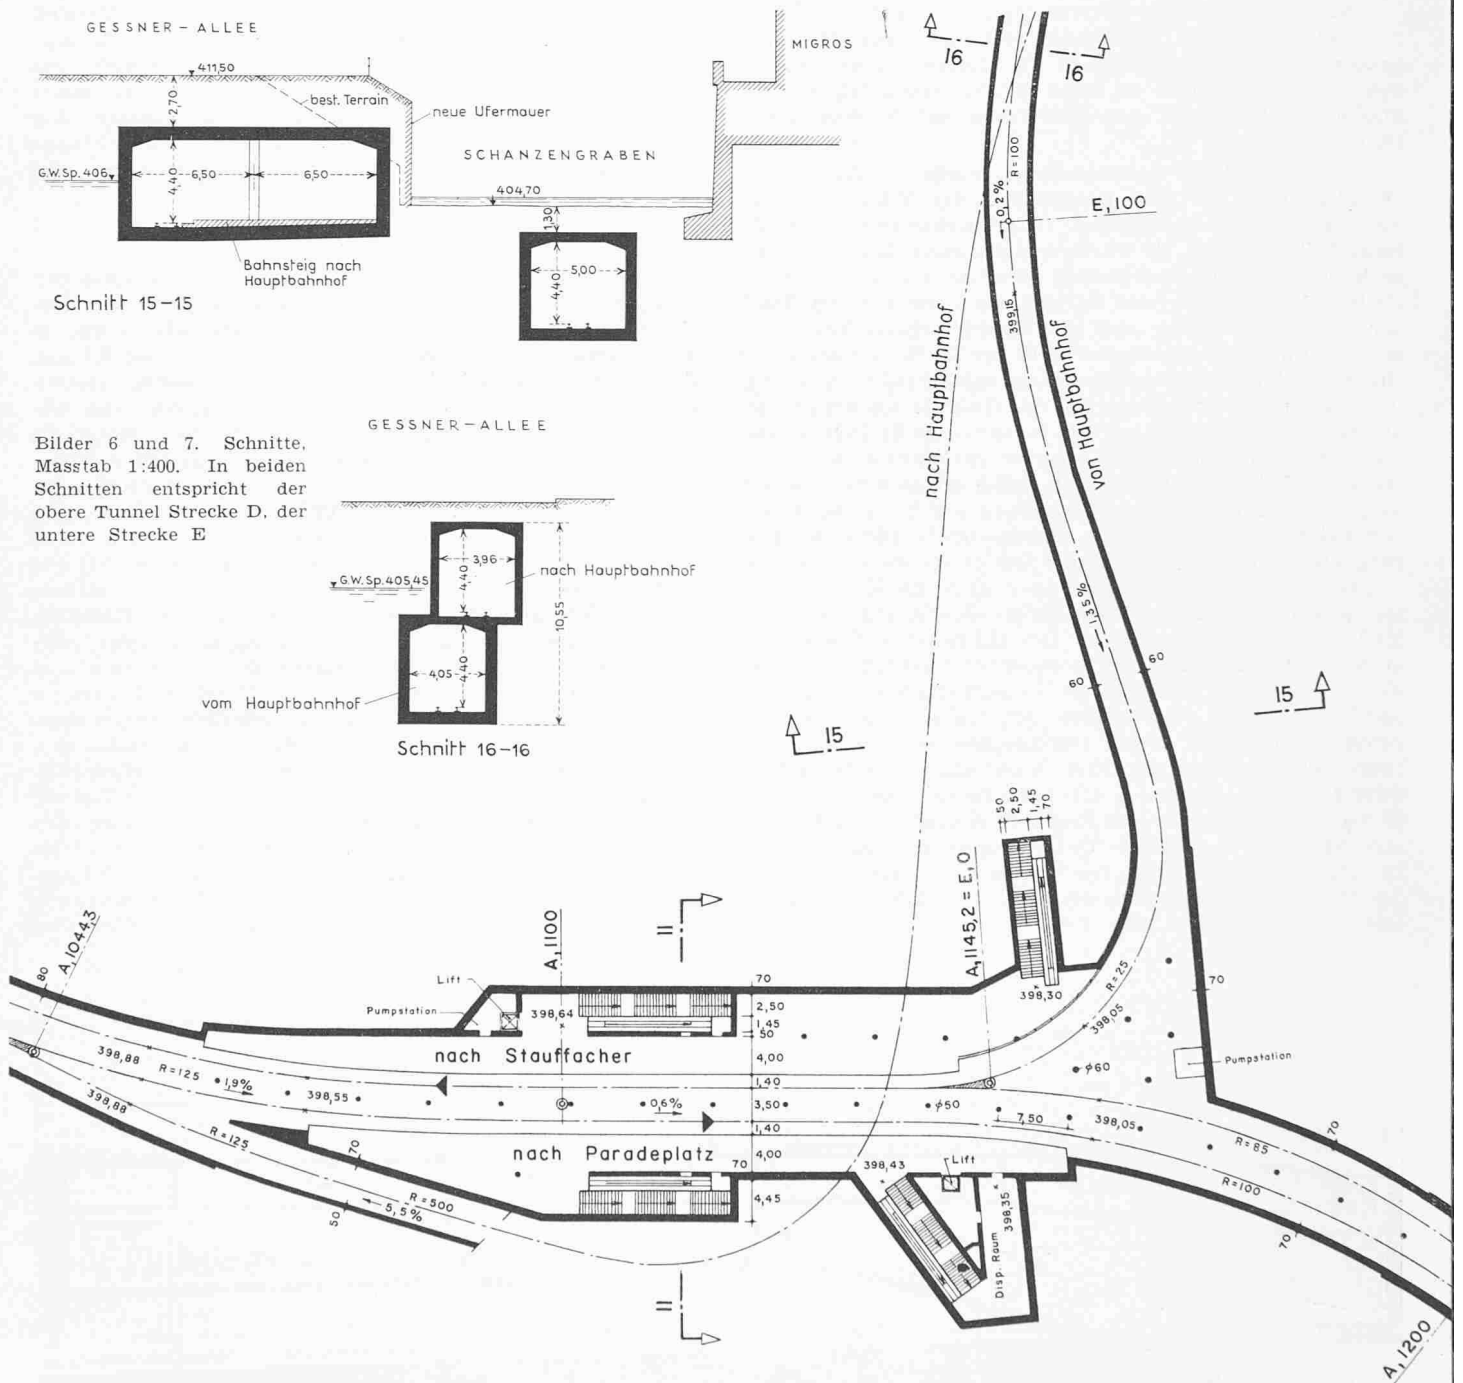 GESSNER-ALLEE
411,50
MIGROS
2,70
best. Terrain
neue Ufermauer
SCHANZENGRABEN
G.W.Sp. 406
4,40
6,50
6,50
404,70
1,30
Bahnsteig nach
Hauptbahnhof
4,40
5,00
Schnitt 15-15
GESSNER-ALLEE
Bilder 6 und 7. Schnitte,
Masstab 1:400. In beiden
Schnitten entspricht der
obere Tunnel Strecke D, der
untere Strecke E
3,96
4,40
nach Hauptbahnhof
G.W.Sp. 405,45
10,55
4,05
4,40
vom Hauptbahnhof
Schnitt 16-16
16
16
R=100
0,2%
E, 100
399,15
nach Hauptbahnhof
von Hauptbahnhof
1,35%
60
60
15
15
50
2,50
1,45
70
A, 1145,2 = E, 0
A, 1044,3
80
A, 1100
II
70
Lift
Pumpstation
398,64
2,50
1,45
50
398,30
R=25
398,05
70
nach Stauffacher
4,00
Pumpstation
398,88
R=125
1,9%
1,40
ϕ60
398,88
398,55
0,6%
3,50
ϕ50
7,50
398,05
R=125
1,40
70
R=85
nach Paradeplatz
4,00
70
398,43
Lift
70
R=500
4,45
R=100
50
5,5%
398,35
Disp. Raum
70
II
A, 1200